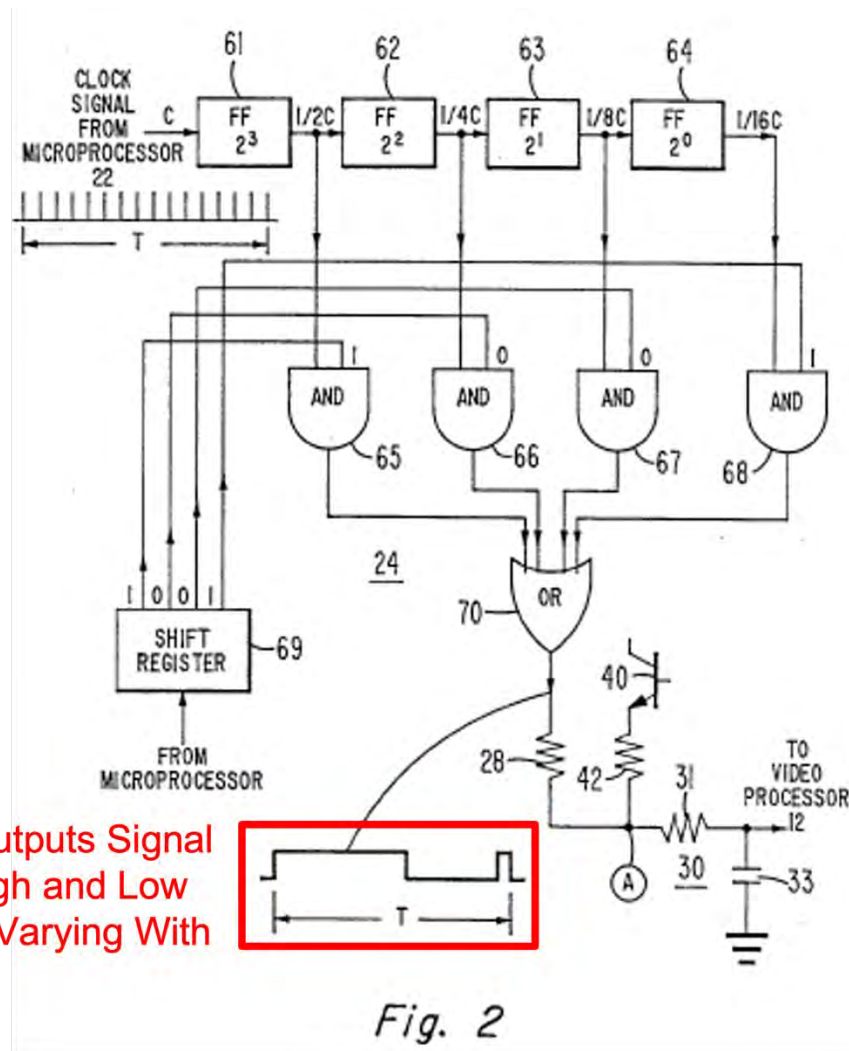 61
62
63
64
CLOCK
SIGNAL
FROM
MICROPROCESSOR
22
C
FF
2³
1/2C
FF
2²
1/4C
FF
2¹
1/8C
FF
2⁰
1/16C
T
1
0
0
1
AND
AND
AND
AND
65
66
67
68
24
1 0 0 1
SHIFT
REGISTER
69
OR
70
FROM
MICROPROCESSOR
40
28
42
31
TO
VIDEO
PROCESSOR
12
A
30
33
utputs Signal
gh and Low
Varying With
T
Fig. 2